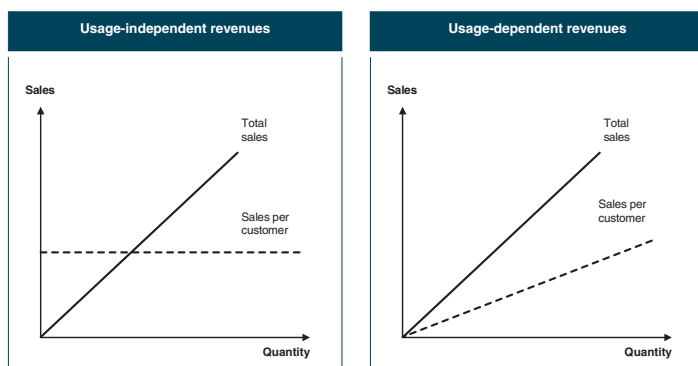 Usage-independent revenues
Sales
Total
sales
Sales per
customer
Quantity
Usage-dependent revenues
Sales
Total
sales
Sales per
customer
Quantity